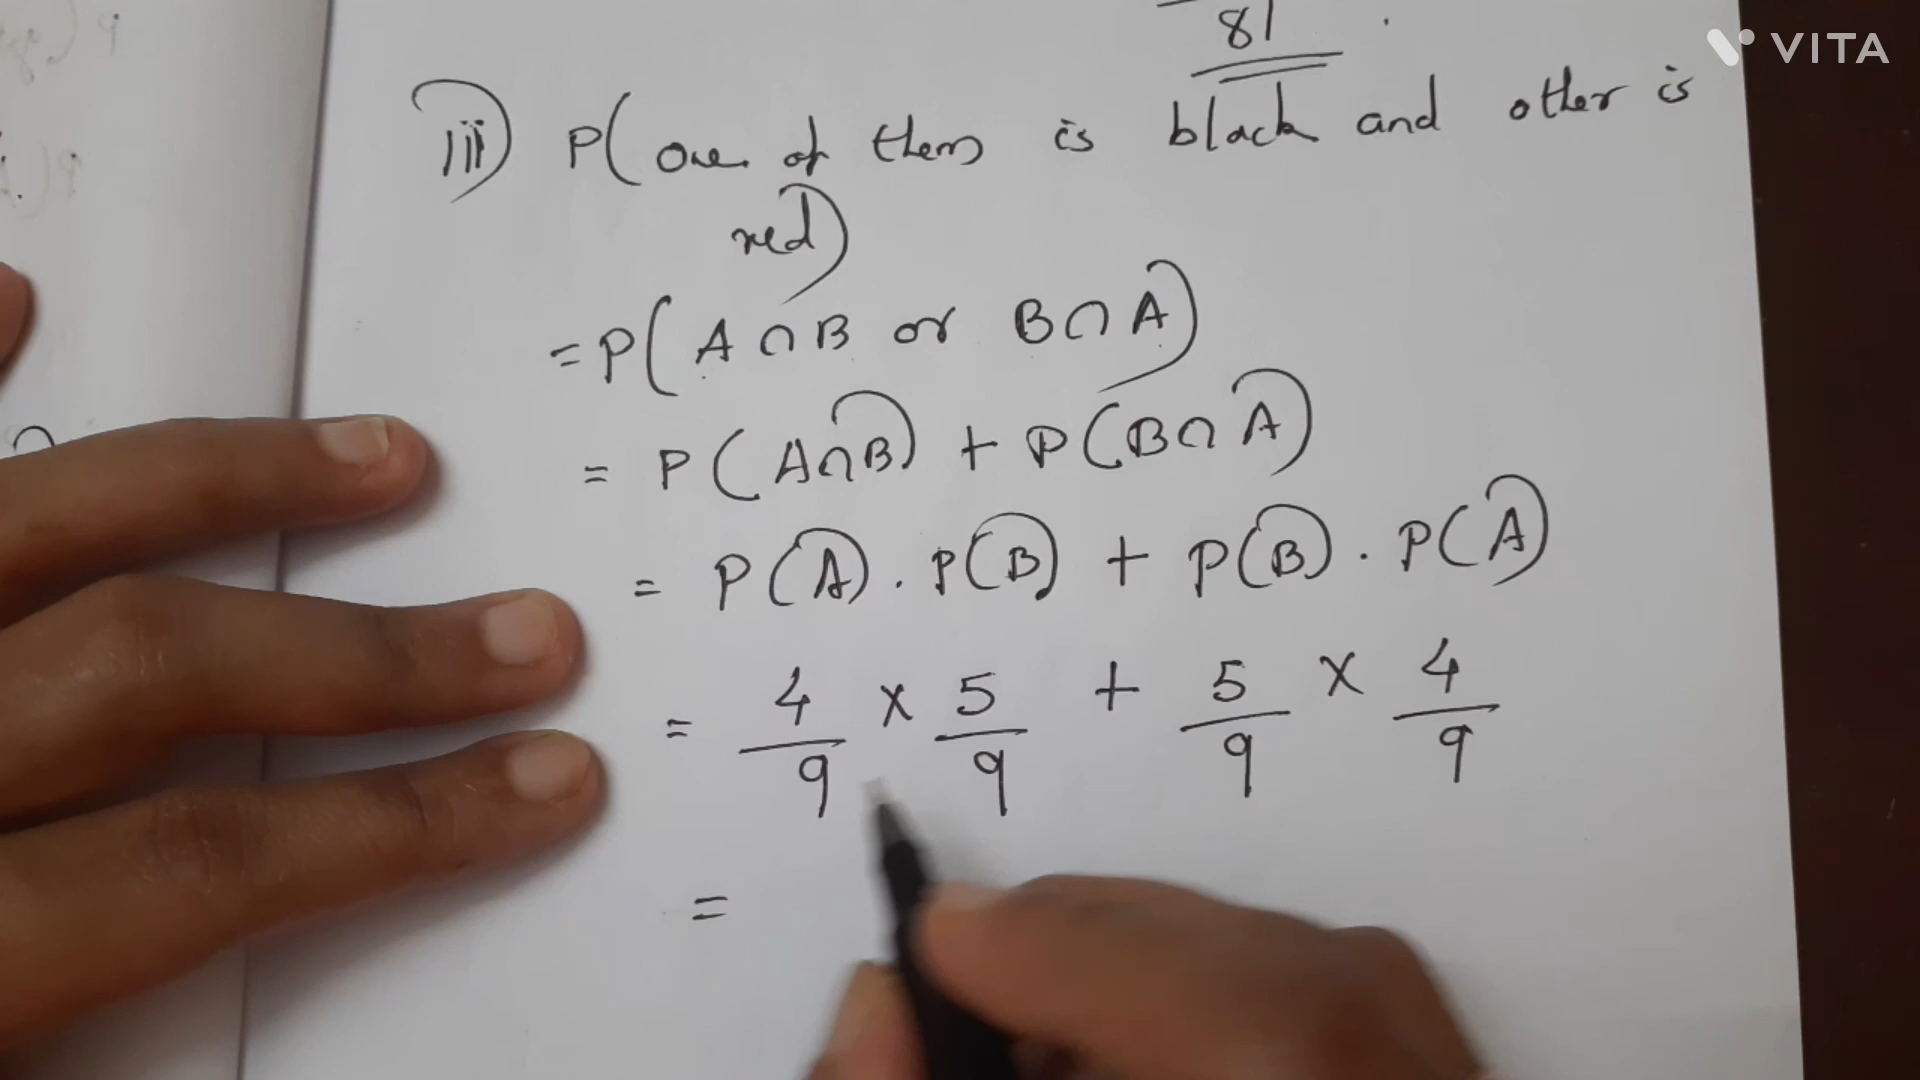 81
VITA
iii) P(one of them is black and other is
red)
= P(A∩B or B∩A)
= P(A∩B) + P(B∩A)
= P(A) . P(B) + P(B) . P(A)
= 4/9 × 5/9 + 5/9 × 4/9
=